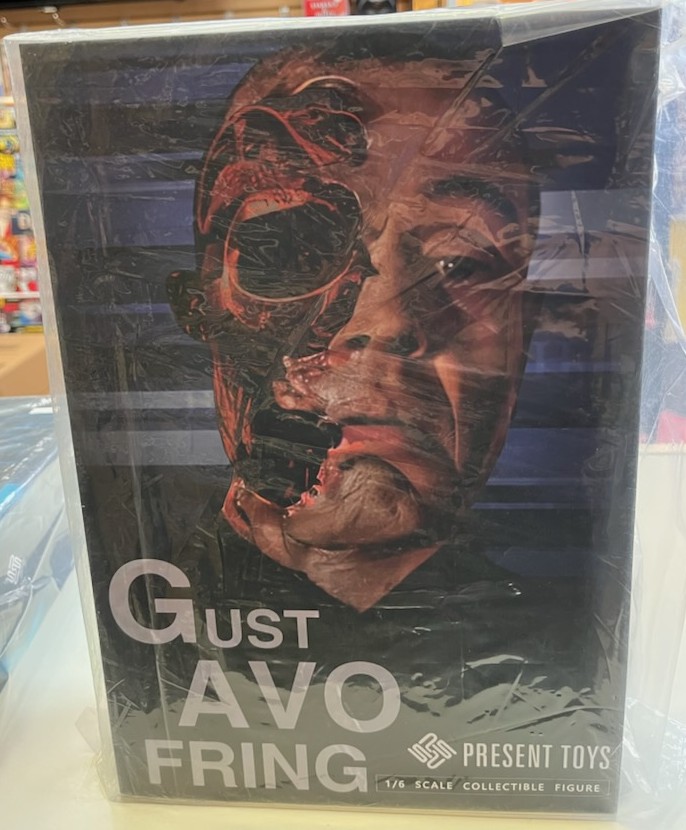 GUST
AVO
FRING
PRESENT TOYS
1/6 SCALE COLLECTIBLE FIGURE